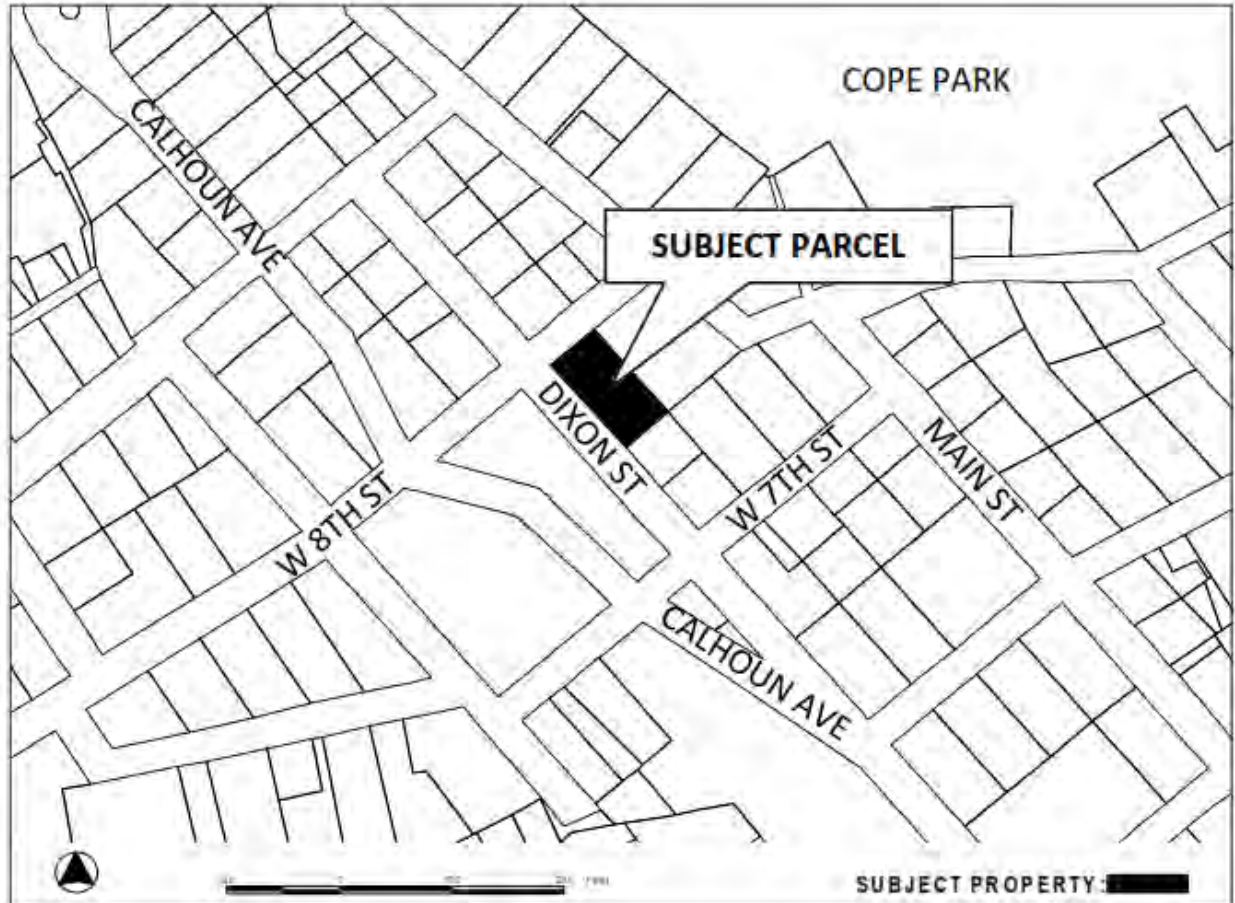 COPE PARK
CALHOUN AVE
SUBJECT PARCEL
DIXON ST
W 7TH ST
MAIN ST
W 8TH ST
CALHOUN AVE
SUBJECT PROPERTY: